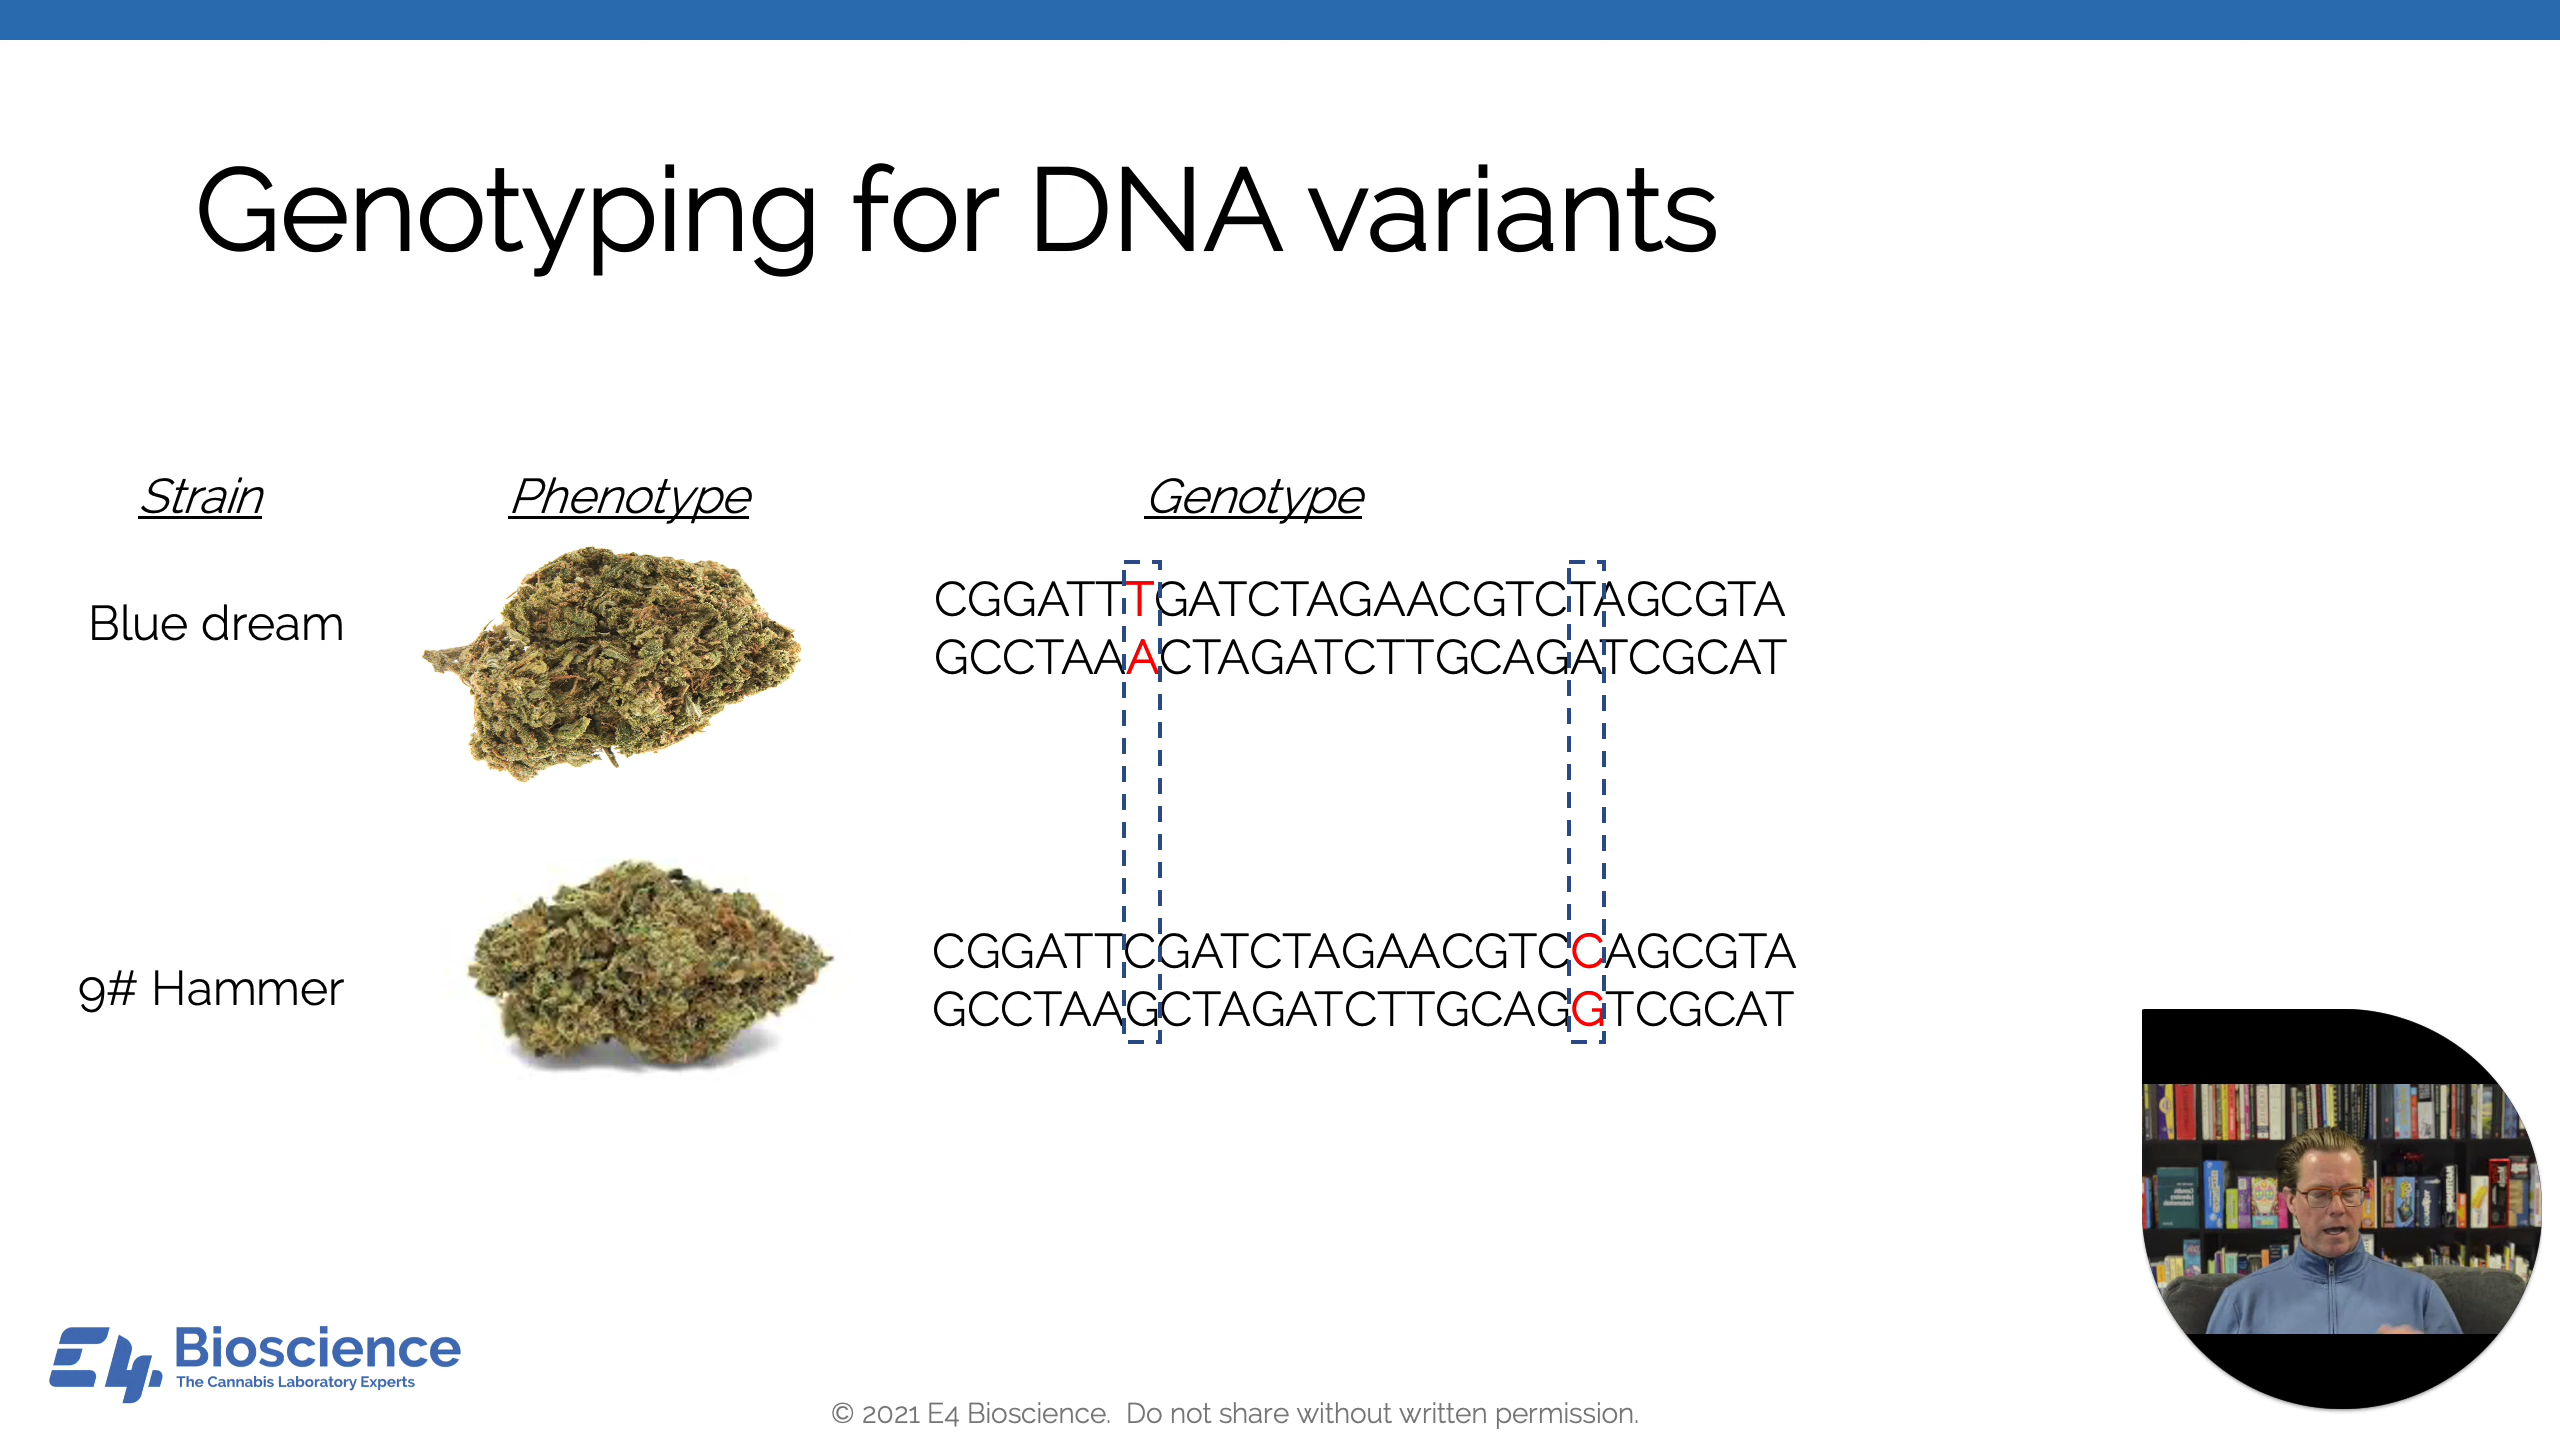 Genotyping for DNA variants
Strain Phenotype Genotype
Blue dream
CGGATTTGATCTAGAACGTCTAGCGTA
GCCTAAACTAGATCTTGCAGATCGCAT
9# Hammer
CGGATTCGATCTAGAACGTCCAGCGTA
GCCTAAGCTAGATCTTGCAGGTCGCAT
E4 Bioscience
The Cannabis Laboratory Experts
© 2021 E4 Bioscience. Do not share without written permission.